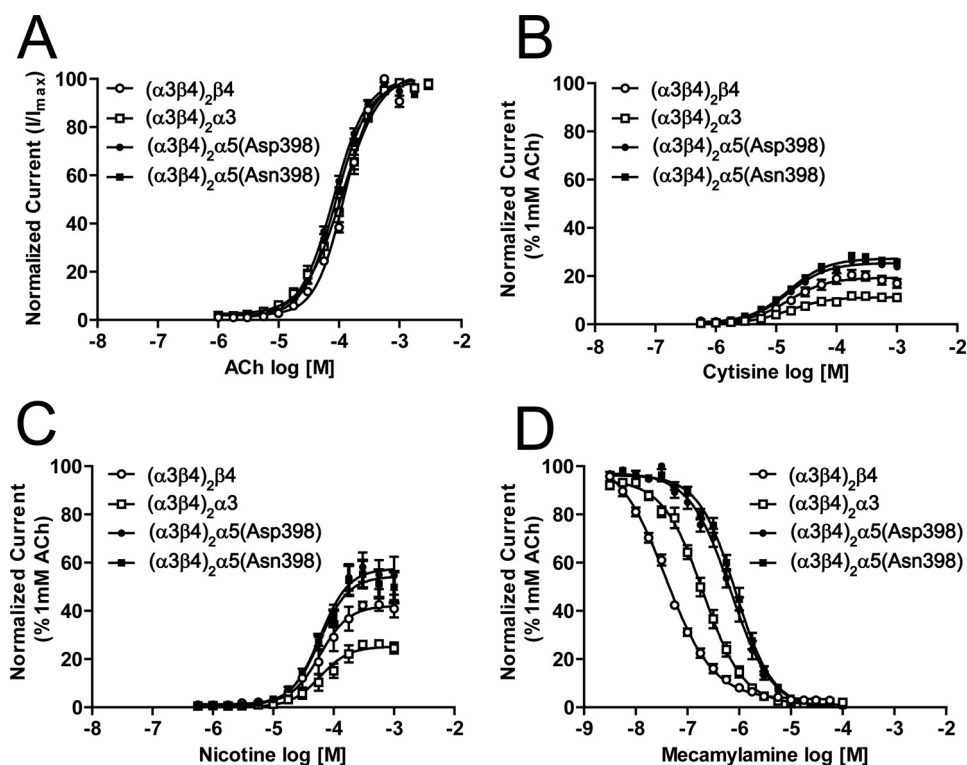 A
Normalized Current (I/Imax)
100
80
60
40
20
0
(α3β4)2β4
(α3β4)2α3
(α3β4)2α5(Asp398)
(α3β4)2α5(Asn398)
-8 -7 -6 -5 -4 -3 -2
ACh log [M]
B
Normalized Current
(%1mM ACh)
100
80
60
40
20
0
(α3β4)2β4
(α3β4)2α3
(α3β4)2α5(Asp398)
(α3β4)2α5(Asn398)
-8 -7 -6 -5 -4 -3 -2
Cytisine log [M]
C
Normalized Current
(%1mM ACh)
100
80
60
40
20
0
(α3β4)2β4
(α3β4)2α3
(α3β4)2α5(Asp398)
(α3β4)2α5(Asn398)
-8 -7 -6 -5 -4 -3 -2
Nicotine log [M]
D
Normalized Current
(%1mM ACh)
100
80
60
40
20
0
(α3β4)2β4
(α3β4)2α3
(α3β4)2α5(Asp398)
(α3β4)2α5(Asn398)
-9 -8 -7 -6 -5 -4 -3 -2
Mecamylamine log [M]